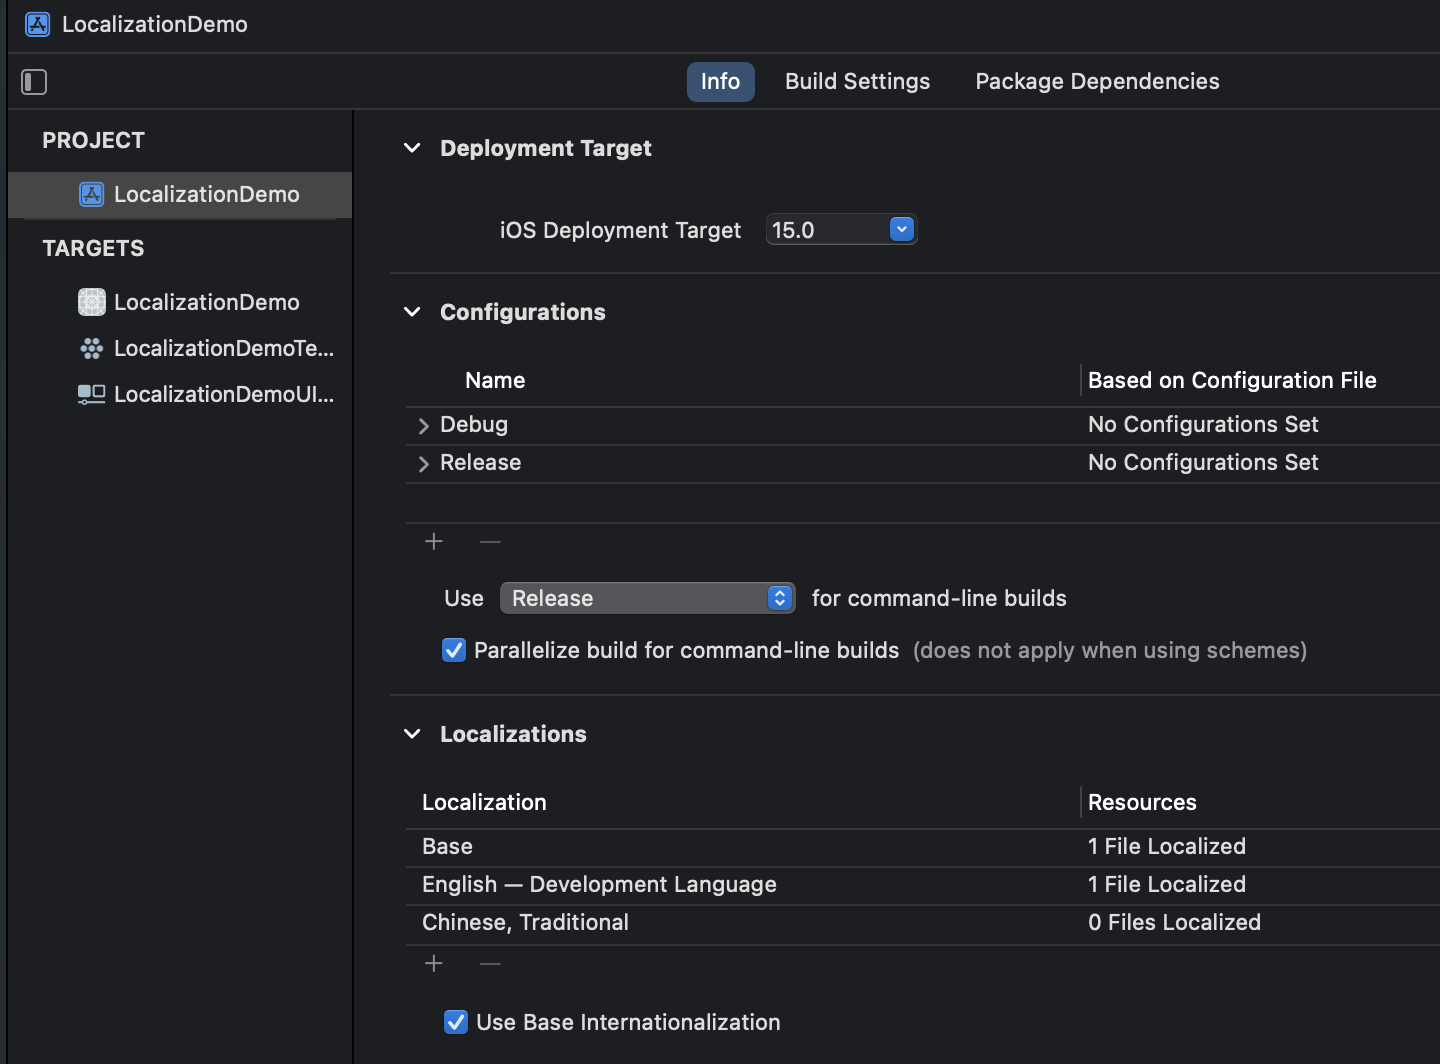 LocalizationDemo
Info Build Settings Package Dependencies
PROJECT
LocalizationDemo
TARGETS
LocalizationDemo
LocalizationDemoTe...
LocalizationDemoUI...
Deployment Target
iOS Deployment Target 15.0
Configurations
Name Based on Configuration File
Debug No Configurations Set
Release No Configurations Set
Use Release for command-line builds
Parallelize build for command-line builds (does not apply when using schemes)
Localizations
Localization Resources
Base 1 File Localized
English — Development Language 1 File Localized
Chinese, Traditional 0 Files Localized
Use Base Internationalization